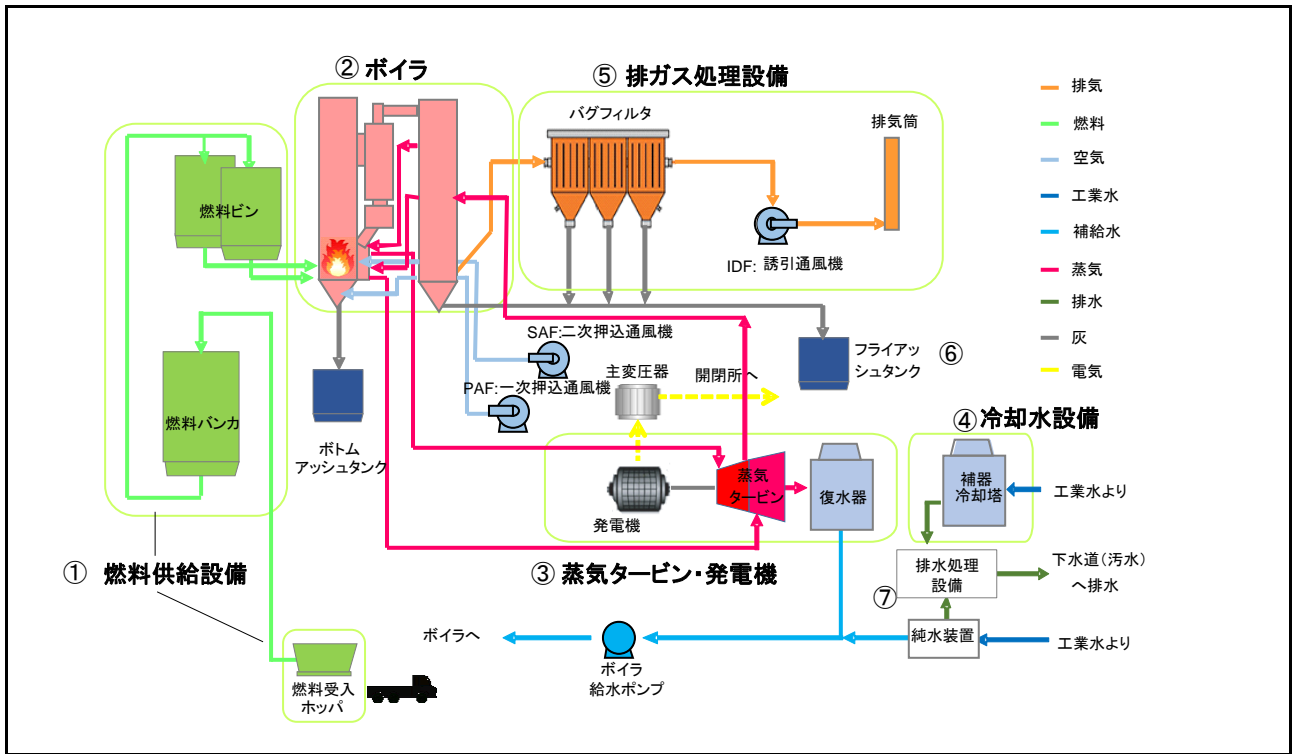 ② ボイラ
⑤ 排ガス処理設備
バグフィルタ
排気筒
IDF: 誘引通風機
燃料ビン
燃料バンカ
ボトム
アッシュタンク
SAF:二次押込通風機
PAF:一次押込通風機
主変圧器
開閉所へ
フライアッ
シュタンク
⑥
排気
燃料
空気
工業水
補給水
蒸気
排水
灰
電気
④ 冷却水設備
蒸気
タービン
復水器
発電機
補器
冷却塔
工業水より
① 燃料供給設備
③ 蒸気タービン・発電機
排水処理
設備
下水道(汚水)
へ排水
⑦
純水装置
工業水より
ボイラへ
ボイラ
給水ポンプ
燃料受入
ホッパ